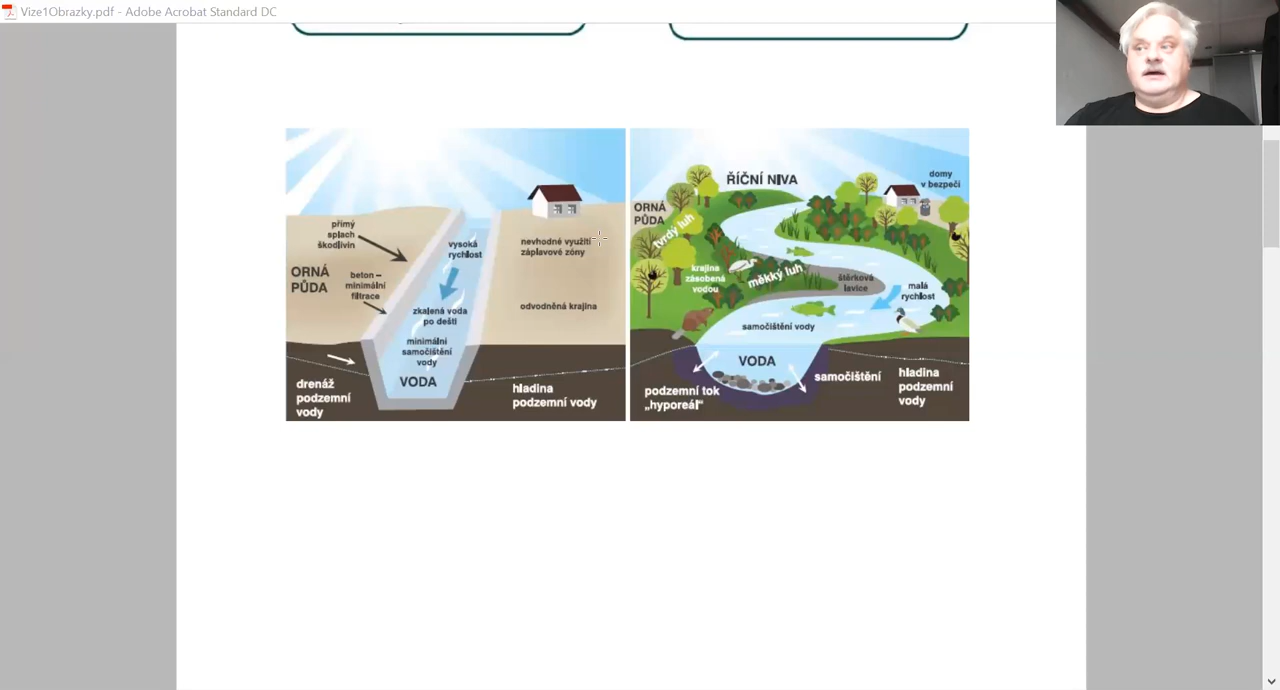 Vize1Obrazky.pdf - Adobe Acrobat Standard DC
přímý
splach
škodlivin
ORNÁ
PŮDA
beton –
minimální
filtrace
vysoká
rychlost
zkalená voda
po dešti
minimální
samočištění
vody
VODA
drenáž
podzemní
vody
nevhodné využití
záplavové zóny
odvodněná krajina
hladina
podzemní vody
ŘÍČNÍ NIVA
domy
v bezpečí
ORNÁ
PŮDA
tvrdý luh
krajina
zásobená
vodou
měkký luh
štěrková
lavice
malá
rychlost
samočištění vody
VODA
podzemní tok
„hyporeál“
samočištění
hladina
podzemní
vody